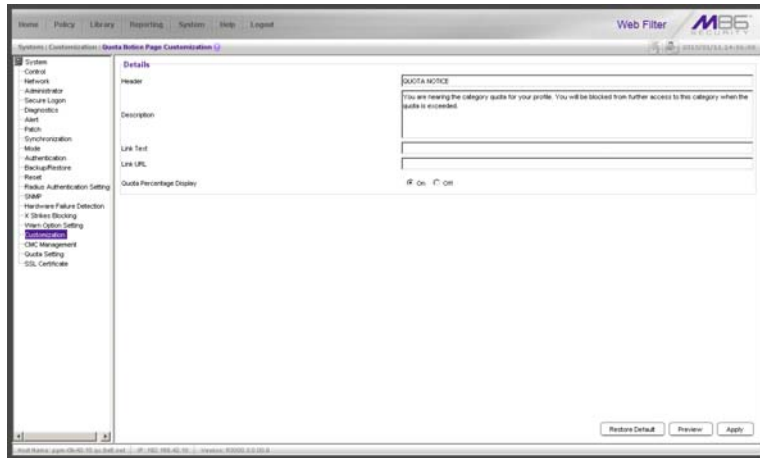 Home Policy Library Reporting System Help Logout
Web Filter
M86
SECURITY
System | Customization | Quota Notice Page Customization
System
Control
Network
Administrator
Secure Logon
Diagnostics
Alert
Patch
Synchronization
Mode
Authentication
Backup/Restore
Reset
Radius Authentication Setting
SNMP
Hardware Failure Detection
X Strikes Blocking
Warn Option Setting
Customization
CMC Management
Quota Setting
SSL Certificate
Details
Header
QUOTA NOTICE
Description
You are nearing the category quota for your profile. You will be blocked from further access to this category when the
quota is exceeded.
Link Text
Link URL
Quota Percentage Display
On Off
Restore Default Preview Apply
Host Name: